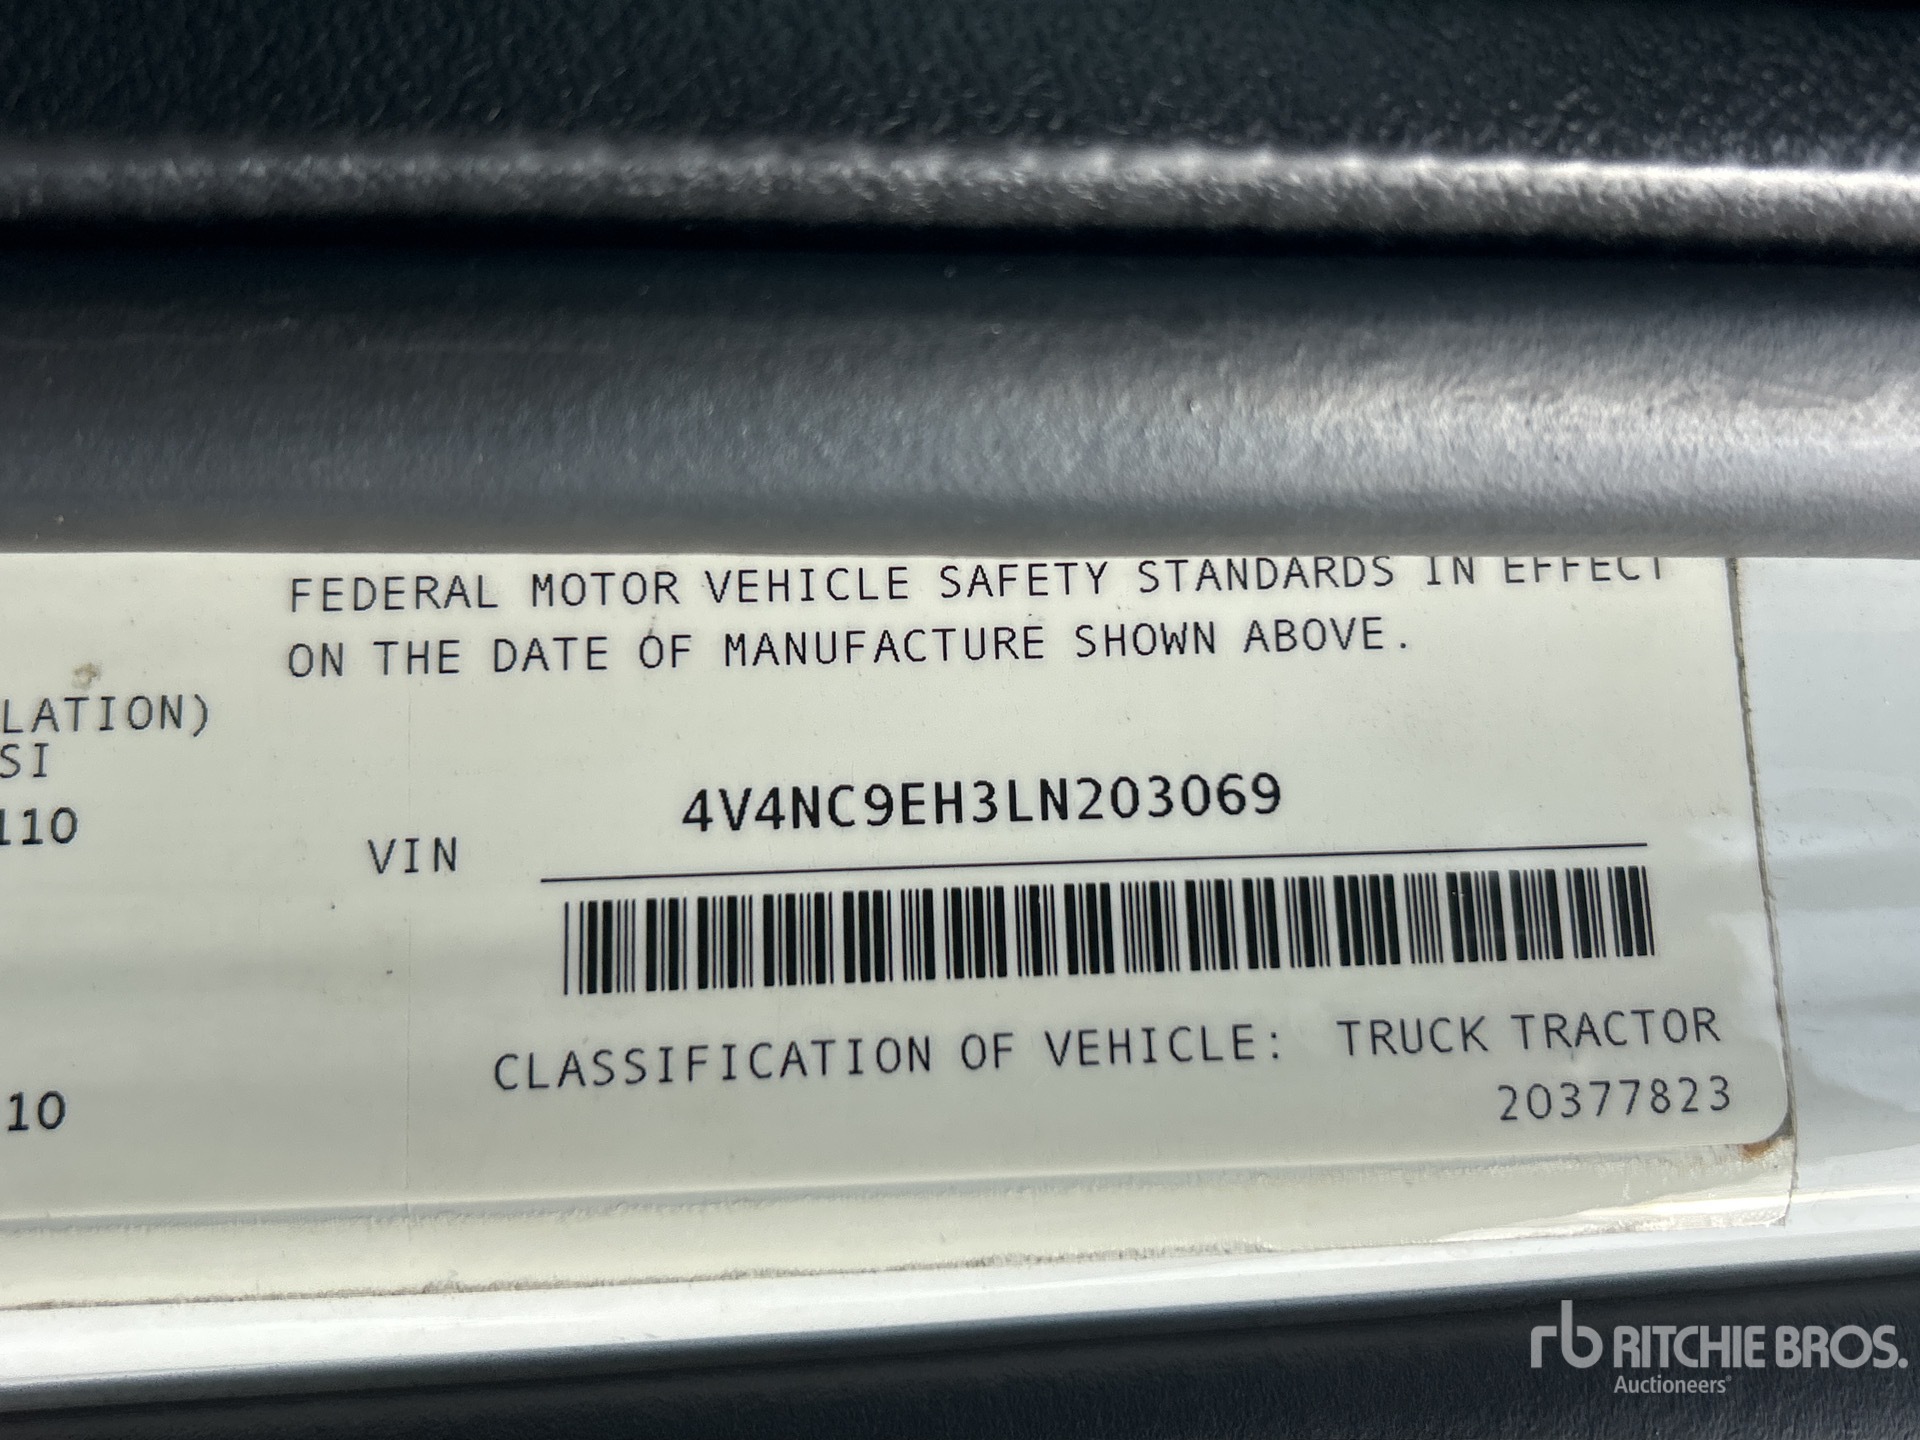 FEDERAL MOTOR VEHICLE SAFETY STANDARDS IN EFFECT
ON THE DATE OF MANUFACTURE SHOWN ABOVE.
LATION)
SI
110
VIN 4V4NC9EH3LN203069
CLASSIFICATION OF VEHICLE: TRUCK TRACTOR
10
20377823
rb RITCHIE BROS.
Auctioneers